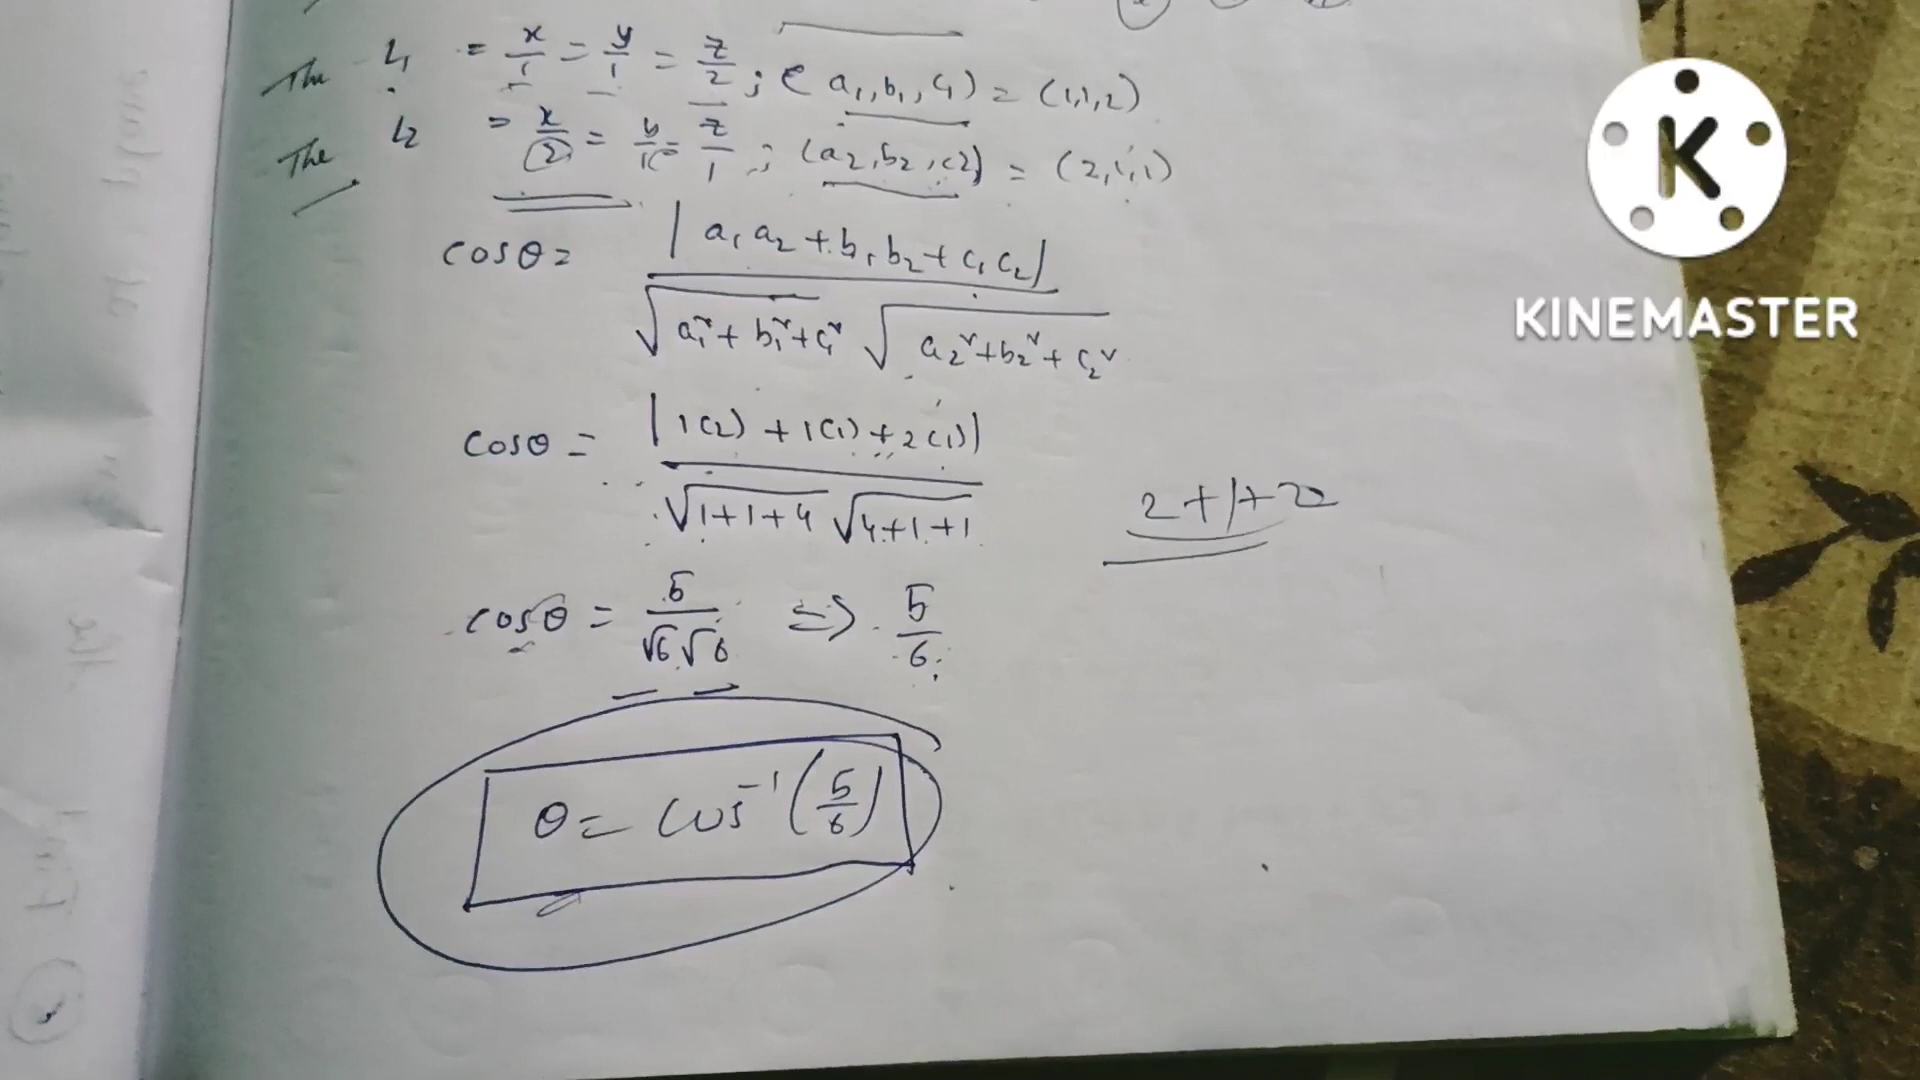 The L₁ = x/1 = y/1 = z/2 ; (a₁,b₁,c₁) = (1,1,2)
The L₂ = x/2 = y/1 = z/1 ; (a₂,b₂,c₂) = (2,1,1)
cosθ = |a₁a₂ + b₁b₂ + c₁c₂| / √a₁²+b₁²+c₁² √a₂²+b₂²+c₂²
cosθ = |1(2) + 1(1) + 2(1)| / √1+1+4 √4+1+1
2+1+2
cosθ = 5/√6√6 => 5/6
θ = cos⁻¹(5/6)
KINEMASTER